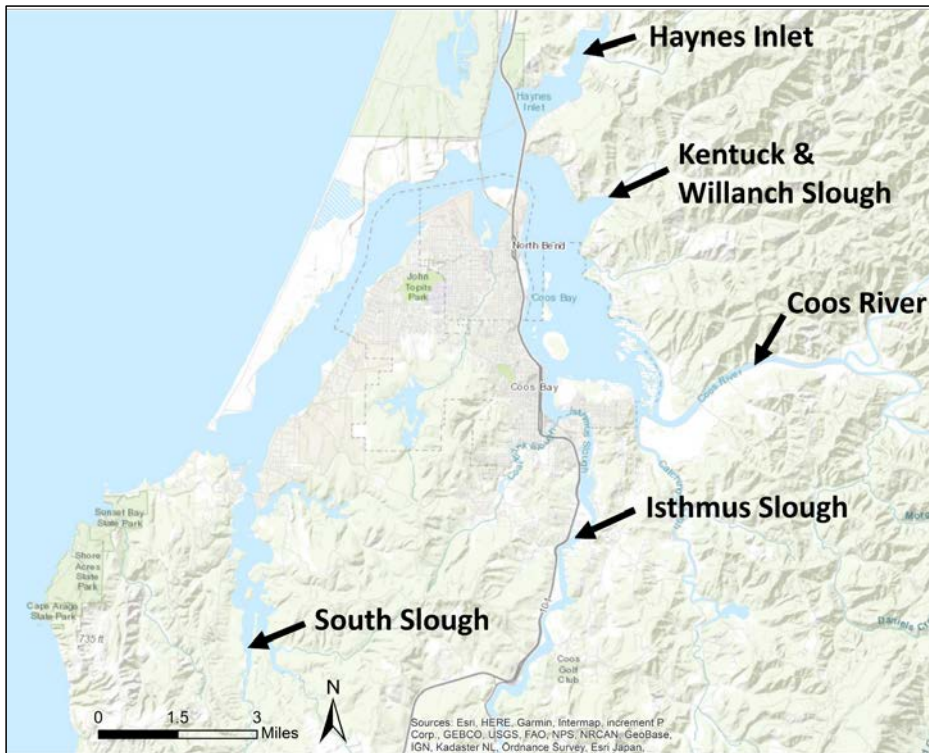 Haynes Inlet
Haynes
Inlet
Kentuck &
Willanch Slough
North Bend
John
Topits
Park
Coos Bay
Coos River
Coos River
Coos Bay
Isthmus Slough
Isthmus Slough
Sunset Bay
State Park
Shore
Acres
State
Park
Cape Arago
State Park
735 ft
South Slough
101
Coos
Golf
Club
N
0 1.5 3
Miles
Sources: Esri, HERE, Garmin, Intermap, increment P
Corp., GEBCO, USGS, FAO, NPS, NRCAN, GeoBase,
IGN, Kadaster NL, Ordnance Survey, Esri Japan,